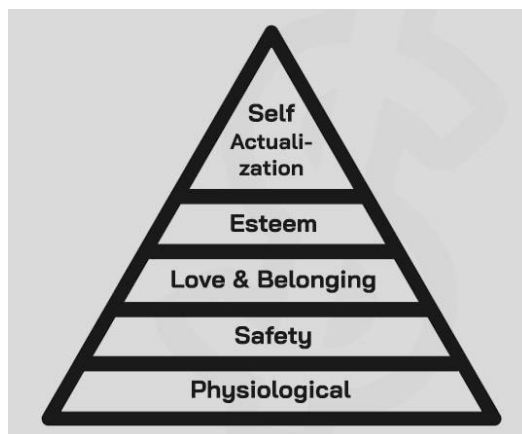 Self
Actuali-
zation
Esteem
Love & Belonging
Safety
Physiological